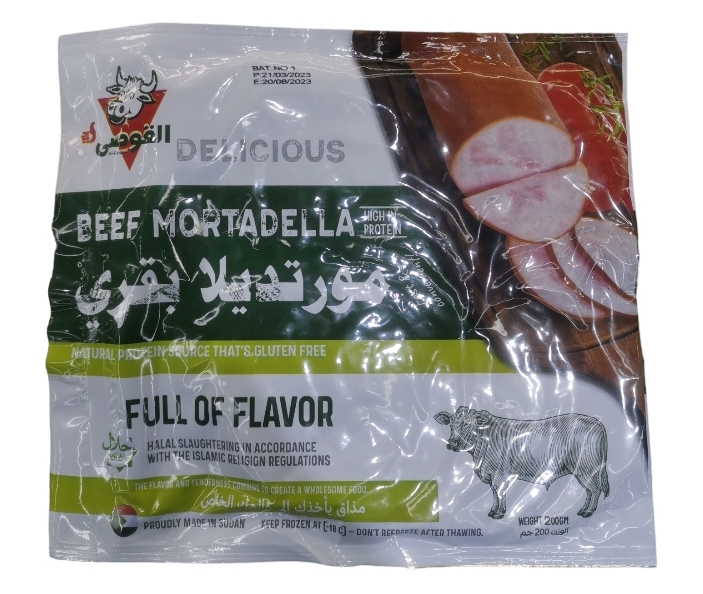 BAT.NO 1
P:21/03/2023
E:20/08/2023
القوصي
DELICIOUS
BEEF MORTADELLA
HIGH IN
PROTEIN
مورتديلا بقري
NATURAL PROTEIN SOURCE THAT'S GLUTEN FREE
FULL OF FLAVOR
حلال
HALAL SLAUGHTERING IN ACCORDANCE
WITH THE ISLAMIC RELIGION REGULATIONS
THE FLAVOR AND TENDERNESS COMBINE TO CREATE A WHOLESOME FOOD.
مذاق يأخذك إلى
PROUDLY MADE IN SUDAN
KEEP FROZEN AT [-18 C] – DON'T REFREEZE AFTER THAWING.
WEIGHT 200GM
الوزن 200 جم